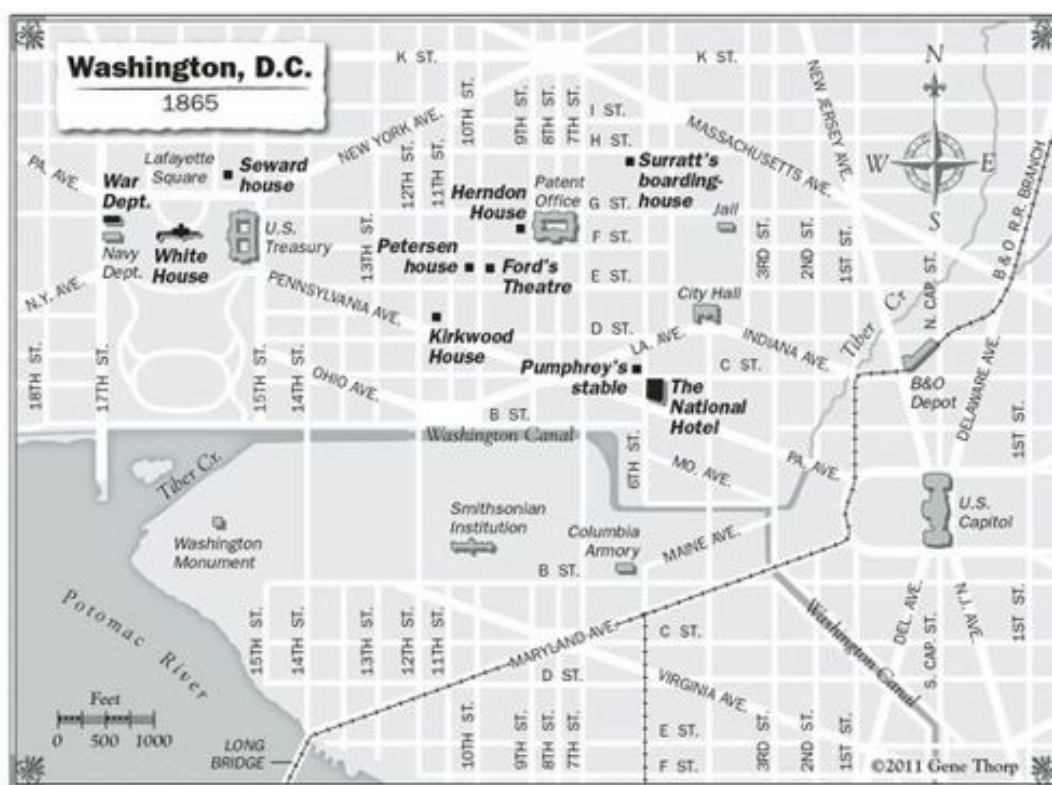 Washington, D.C.
1865
K ST.
K ST.
NEW YORK AVE.
12TH ST.
11TH ST.
10TH ST.
9TH ST.
8TH ST.
7TH ST.
I ST.
H ST.
NEW JERSEY AVE.
MASSACHUSETTS AVE.
N
W
E
S
PA. AVE.
Lafayette
Square
Seward
house
War
Dept.
Navy
Dept.
White
House
U.S.
Treasury
13TH ST.
Herndon
House
Patent
Office
G ST.
F ST.
Surratt's
boarding-
house
Jail
3RD ST.
2ND ST.
1ST ST.
N. CAP. ST.
B & O R.R. BRANCH
N.Y. AVE.
PENNSYLVANIA AVE.
Petersen
house
Ford's
Theatre
E ST.
City Hall
Tiber Cr.
Kirkwood
House
D ST.
LA. AVE.
INDIANA AVE.
C ST.
18TH ST.
17TH ST.
15TH ST.
14TH ST.
OHIO AVE.
Pumphrey's
stable
The
National
Hotel
B&O
Depot
DELAWARE AVE.
1ST ST.
B ST.
Washington Canal
6TH ST.
MO. AVE.
PA. AVE.
Tiber Cr.
Washington
Monument
Smithsonian
Institution
Columbia
Armory
MAINE AVE.
U.S.
Capitol
B ST.
Potomac River
15TH ST.
14TH ST.
13TH ST.
12TH ST.
11TH ST.
MARYLAND AVE.
C ST.
D ST.
VIRGINIA AVE.
Washington Canal
DEL. AVE.
S. CAP. ST.
N.J. AVE.
1ST ST.
Feet
0 500 1000
LONG
BRIDGE
10TH ST.
9TH ST.
8TH ST.
7TH ST.
E ST.
F ST.
3RD ST.
2ND ST.
1ST ST.
©2011 Gene Thorp